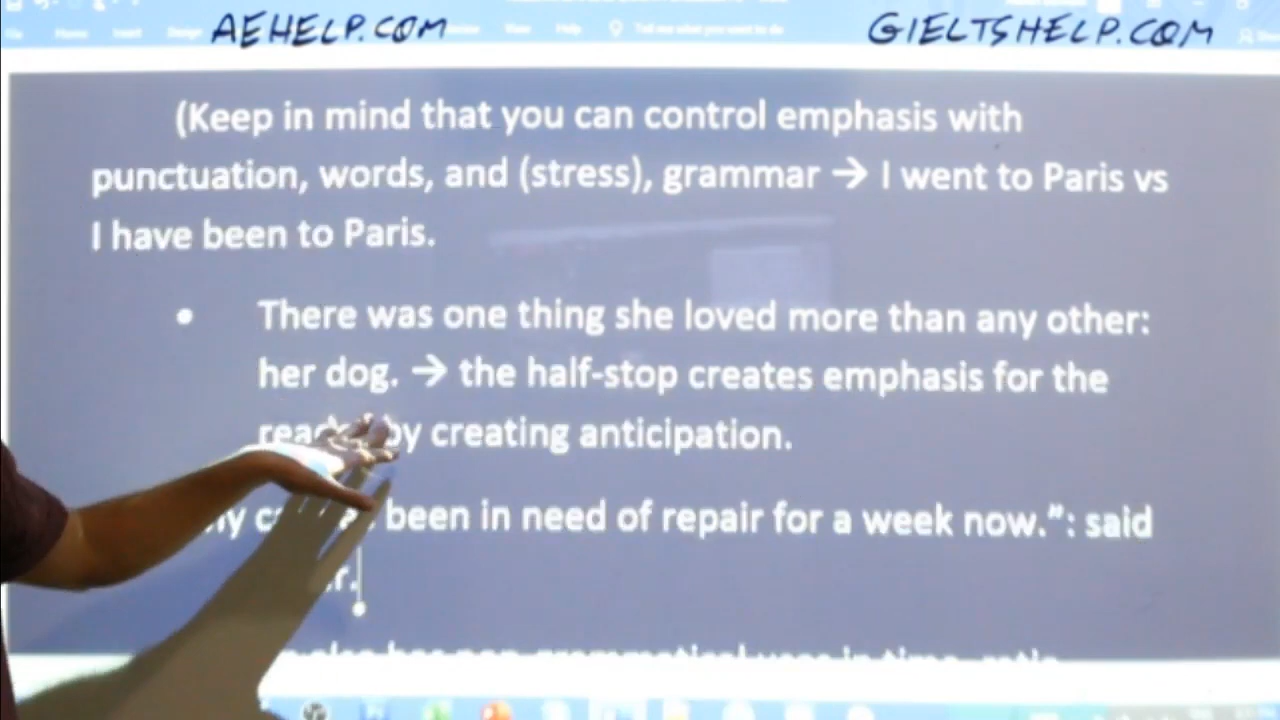 AEHELP.COM
GIELTSHELP.COM
(Keep in mind that you can control emphasis with
punctuation, words, and (stress), grammar → I went to Paris vs
I have been to Paris.
• There was one thing she loved more than any other:
her dog. → the half-stop creates emphasis for the
by creating anticipation.
been in need of repair for a week now.”: said